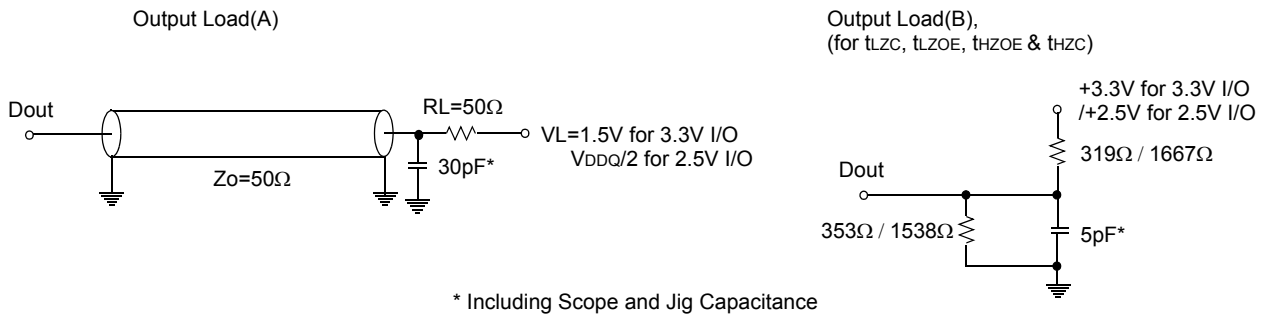 Output Load(A)
Dout
Zo=50Ω
RL=50Ω
30pF*
VL=1.5V for 3.3V I/O
VDDQ/2 for 2.5V I/O
Output Load(B),
(for tLZC, tLZOE, tHZOE & tHZC)
+3.3V for 3.3V I/O
/+2.5V for 2.5V I/O
319Ω / 1667Ω
Dout
353Ω / 1538Ω
5pF*
* Including Scope and Jig Capacitance